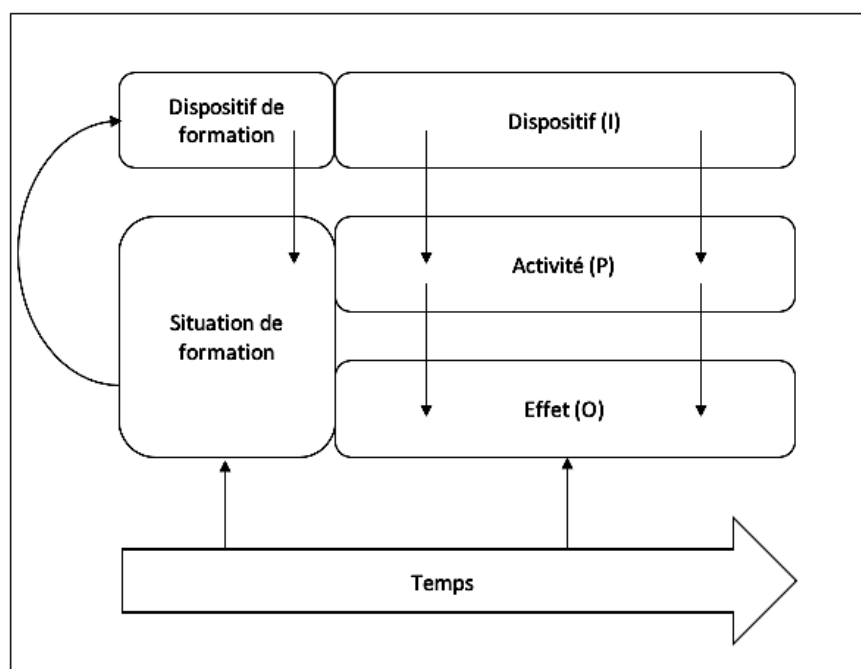 Dispositif de
formation
Dispositif (I)
Activité (P)
Situation de
formation
Effet (O)
Temps